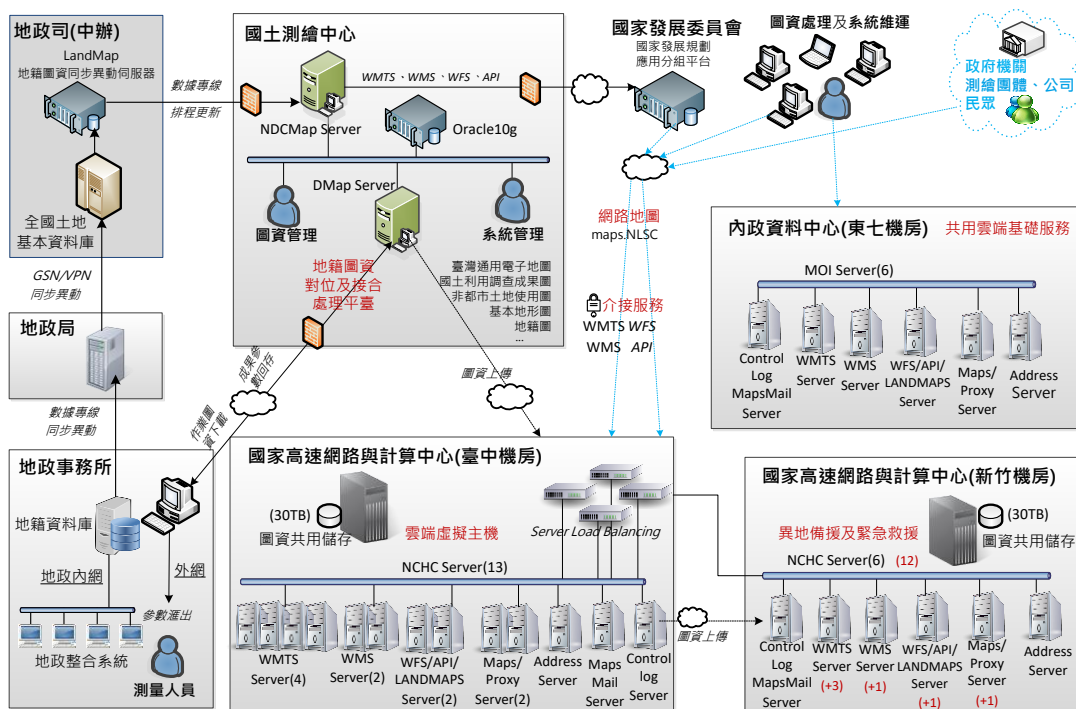 地政司(中辦)
LandMap
地籍圖資同步異動伺服器
全國土地
基本資料庫
GSN/VPN
同步異動
地政局
數據專線
同步異動
地政事務所
地籍資料庫
地政內網
外網
參數滙出
地政整合系統
測量人員
數據專線
排程更新
國土測繪中心
WMTS、WMS、WFS、API
NDCMap Server
Oracle10g
DMap Server
圖資管理
系統管理
地籍圖資
對位及接合
處理平臺
臺灣通用電子地圖
國土利用調查成果圖
非都市土地使用圖
基本地形圖
地籍圖
...
成果參
數回存
作業圖
資下載
圖資上傳
國家發展委員會
國家發展規劃
應用分組平台
圖資處理及系統維運
政府機關
測繪團體、公司
民眾
網路地圖
maps.NLSC
介接服務
WMTS WFS
WMS API
內政資料中心(東七機房)
共用雲端基礎服務
MOI Server(6)
Control
Log
MapsMail
Server
WMTS
Server
WMS
Server
WFS/API/
LANDMAPS
Server
Maps/
Proxy
Server
Address
Server
國家高速網路與計算中心(臺中機房)
(30TB)
圖資共用儲存
雲端虛擬主機
Server Load Balancing
NCHC Server(13)
WMTS
Server(4)
WMS
Server(2)
WFS/API/
LANDMAPS
Server(2)
Maps/
Proxy
Server(2)
Address
Server
Maps
Mail
Server
Control
log
Server
圖資上傳
國家高速網路與計算中心(新竹機房)
(30TB)
圖資共用儲存
異地備援及緊急救援
NCHC Server(6) (12)
Control
Log
MapsMail
Server
WMTS
Server
(+3)
WMS
Server
(+1)
WFS/API/
LANDMAPS
Server
(+1)
Maps/
Proxy
Server
(+1)
Address
Server